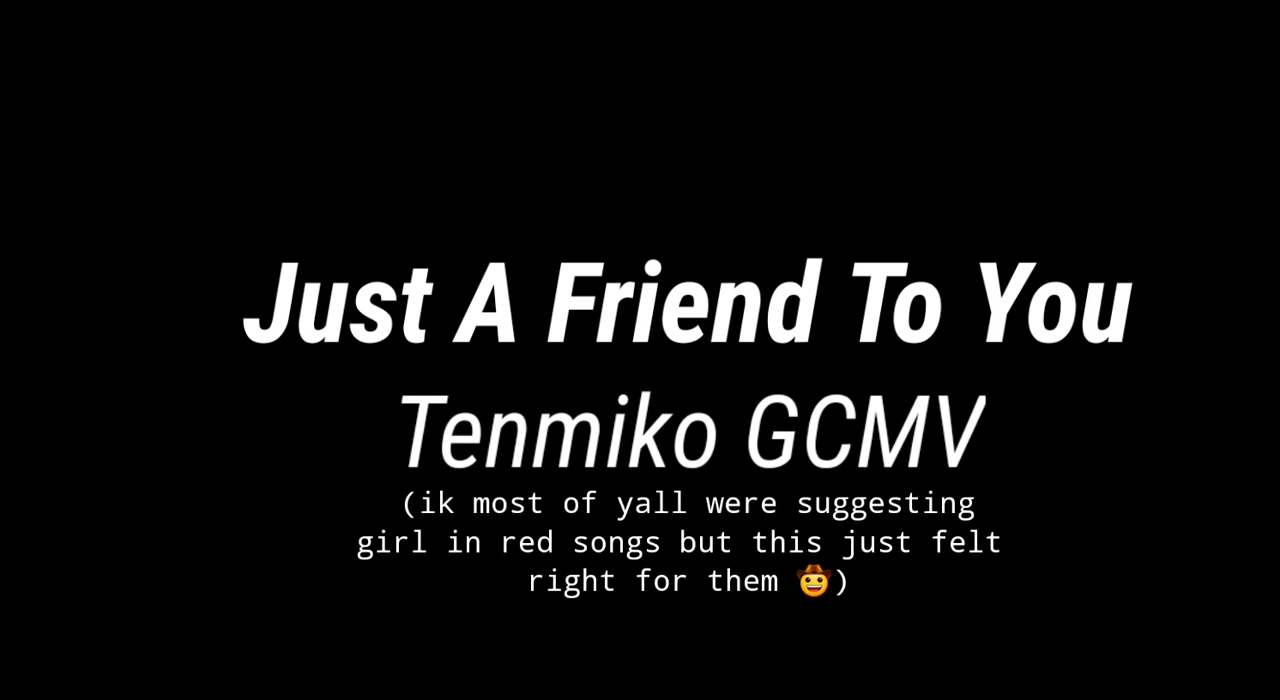 Just A Friend To You
Tenmiko GCMV
(ik most of yall were suggesting
girl in red songs but this just felt
right for them 🤠)